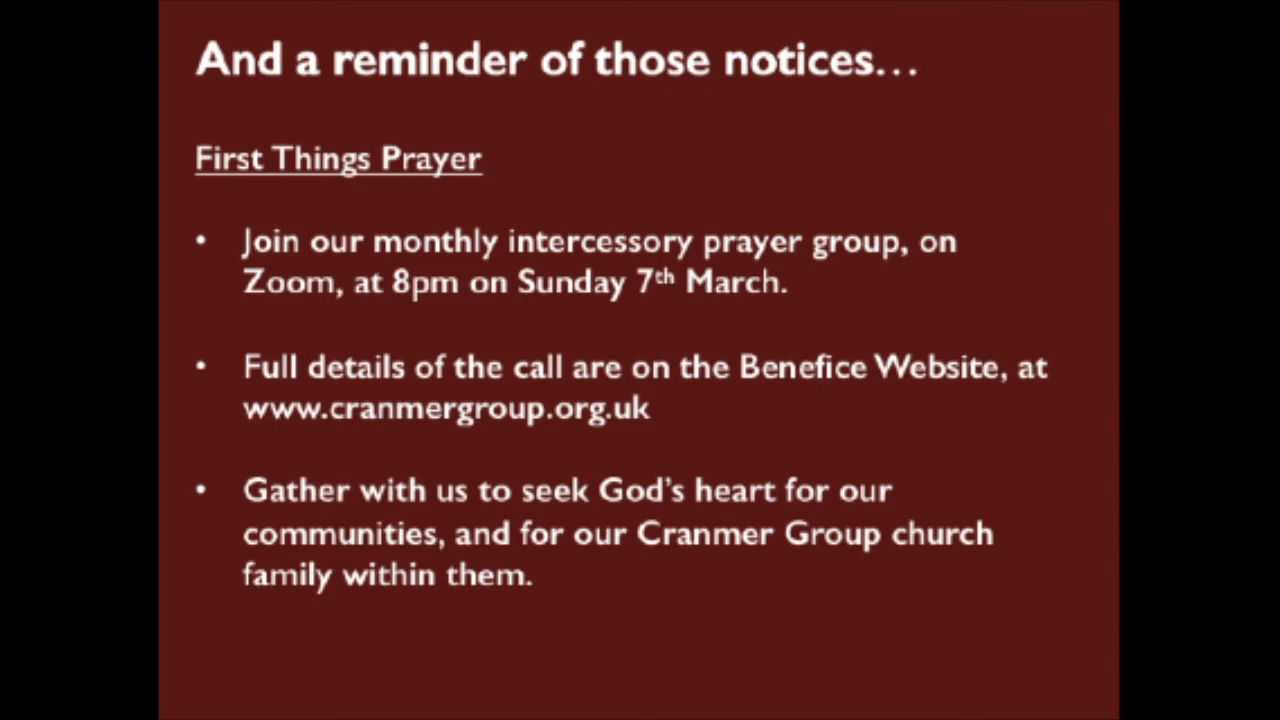 And a reminder of those notices...
First Things Prayer
• Join our monthly intercessory prayer group, on
Zoom, at 8pm on Sunday 7th March.
• Full details of the call are on the Benefice Website, at
www.cranmergroup.org.uk
• Gather with us to seek God's heart for our
communities, and for our Cranmer Group church
family within them.